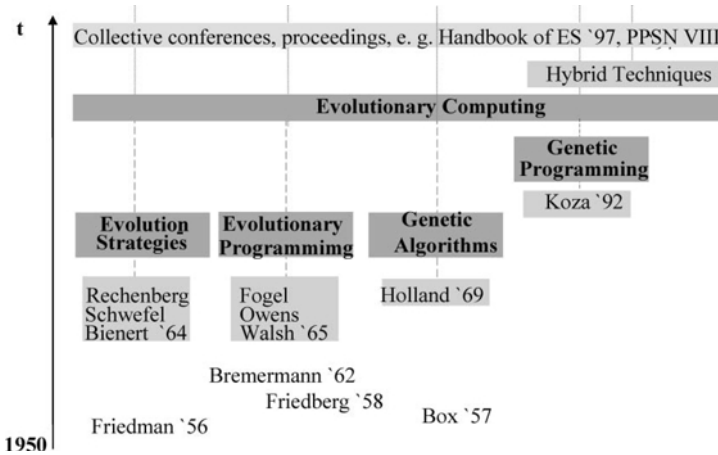 t
Collective conferences, proceedings, e. g. Handbook of ES `97, PPSN VIII
Hybrid Techniques
Evolutionary Computing
Genetic
Programming
Koza `92
Evolution
Strategies
Evolutionary
Programmimg
Genetic
Algorithms
Rechenberg
Schwefel
Bienert `64
Fogel
Owens
Walsh `65
Holland `69
Bremermann `62
Friedberg `58
Box `57
Friedman `56
1950